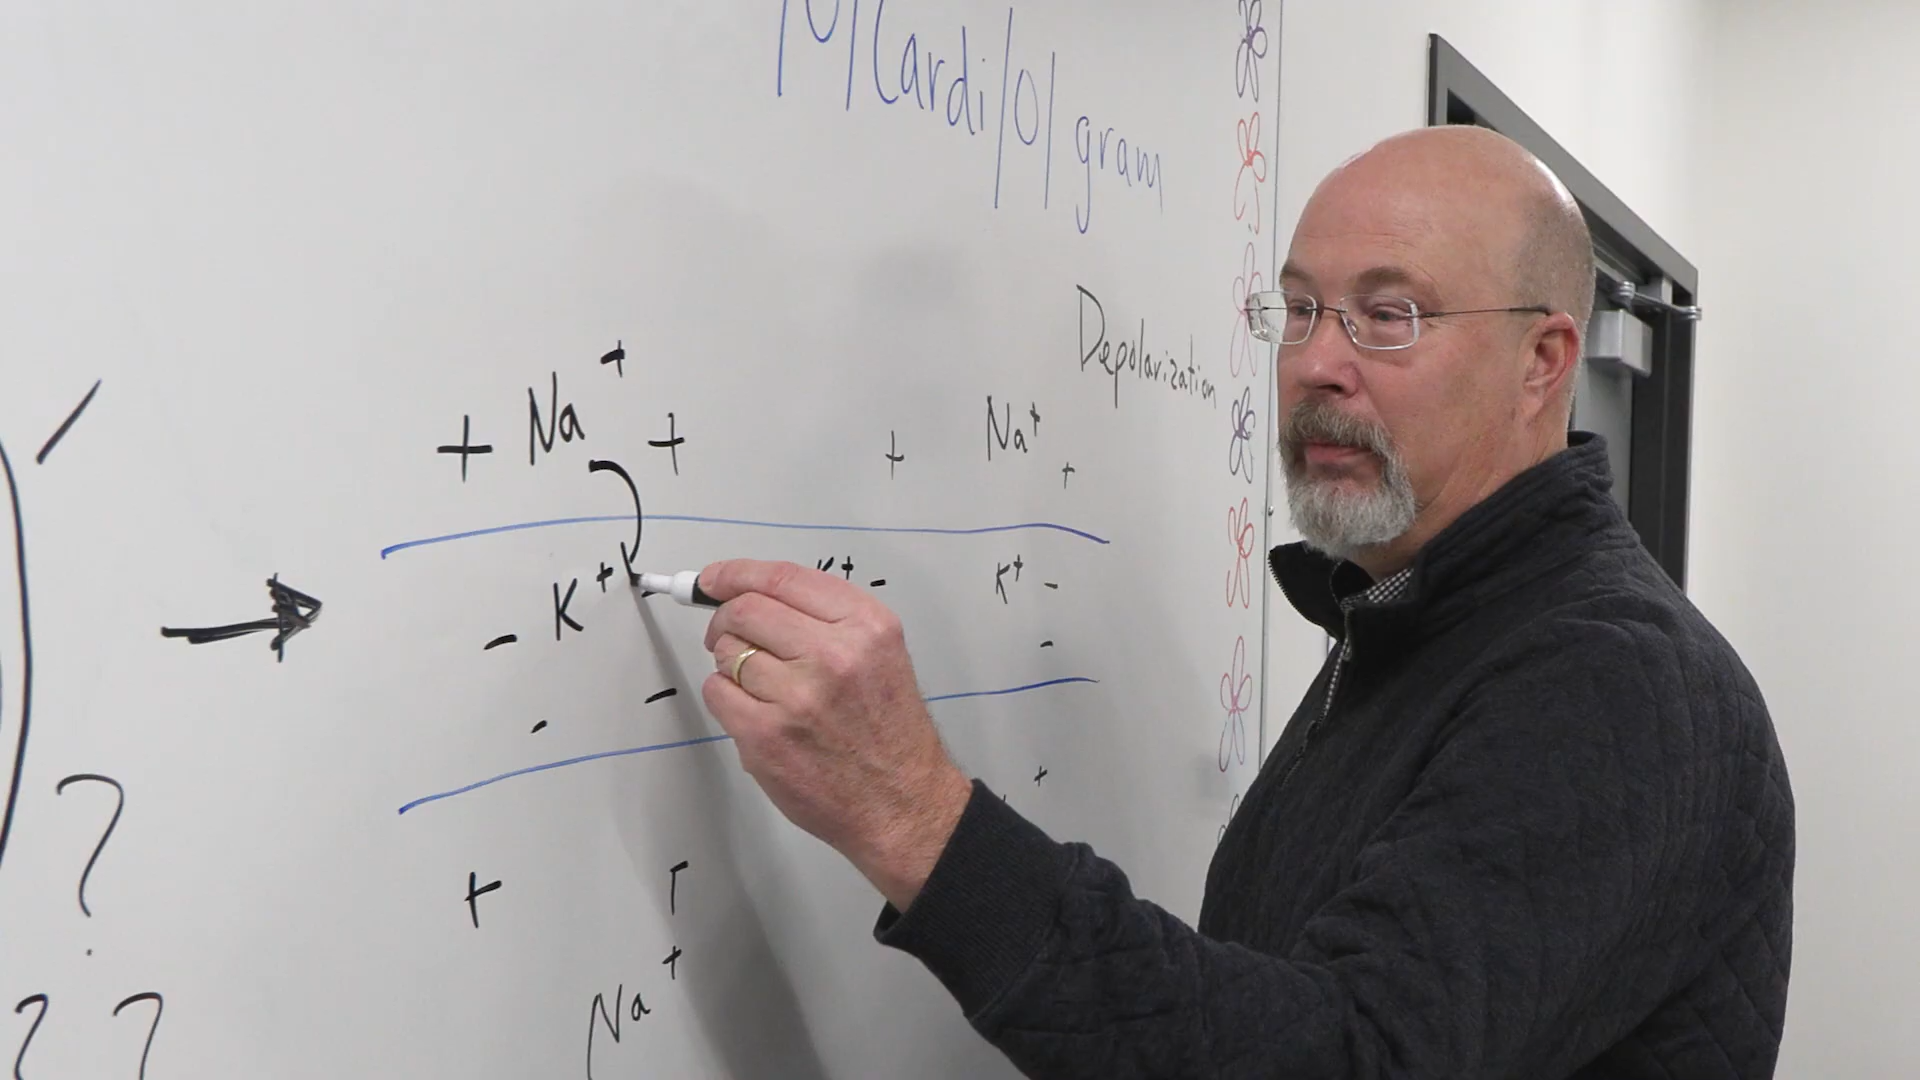 /Cardi/O/gram
Depolarization
+ Na+ + + Na+ +
K+ - K+ - K+ -
- -
- -
+
+ +
Na
?
? ?